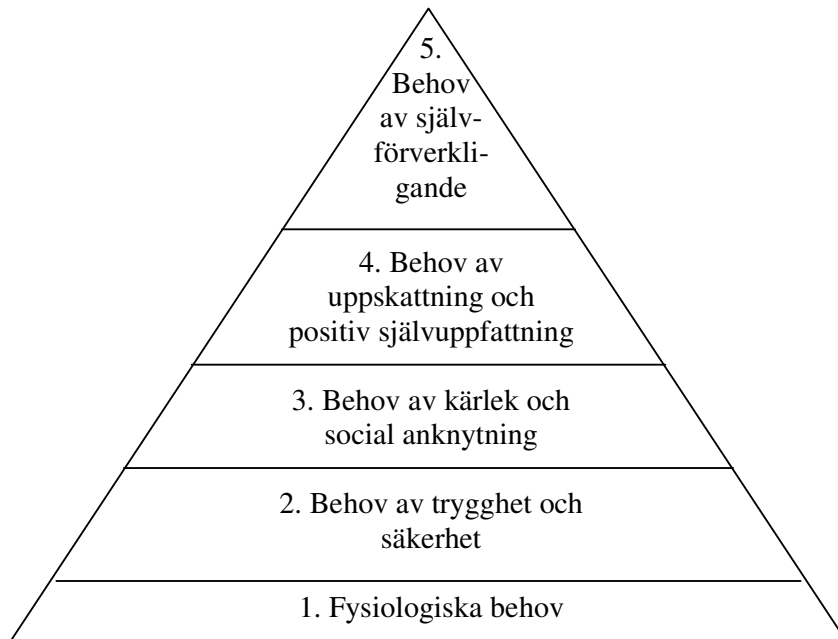 5.
Behov
av själv-
förverkli-
gande
4. Behov av
uppskattning och
positiv självuppfattning
3. Behov av kärlek och
social anknytning
2. Behov av trygghet och
säkerhet
1. Fysiologiska behov